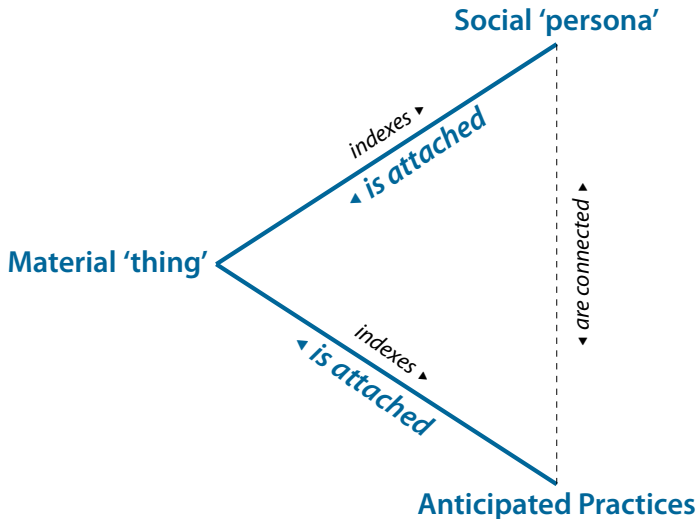 Social ‘persona’
indexes ▸
◂ is attached
◂ are connected ▸
Material ‘thing’
indexes ▸
◂ is attached
Anticipated Practices